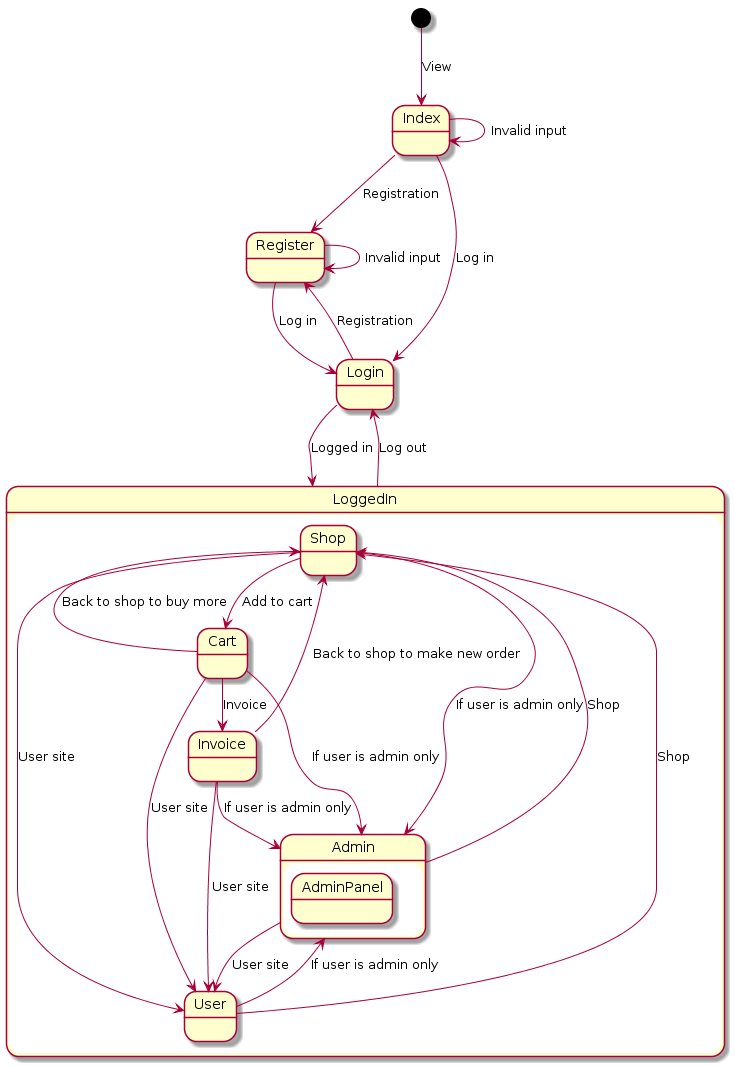 View
Index
Invalid input
Registration
Register
Invalid input
Log in
Log in
Registration
Login
Logged in
Log out
LoggedIn
Shop
Back to shop to buy more
Add to cart
Cart
Back to shop to make new order
Invoice
If user is admin only
Shop
Invoice
User site
If user is admin only
Shop
User site
If user is admin only
Admin
AdminPanel
User site
User site
If user is admin only
User